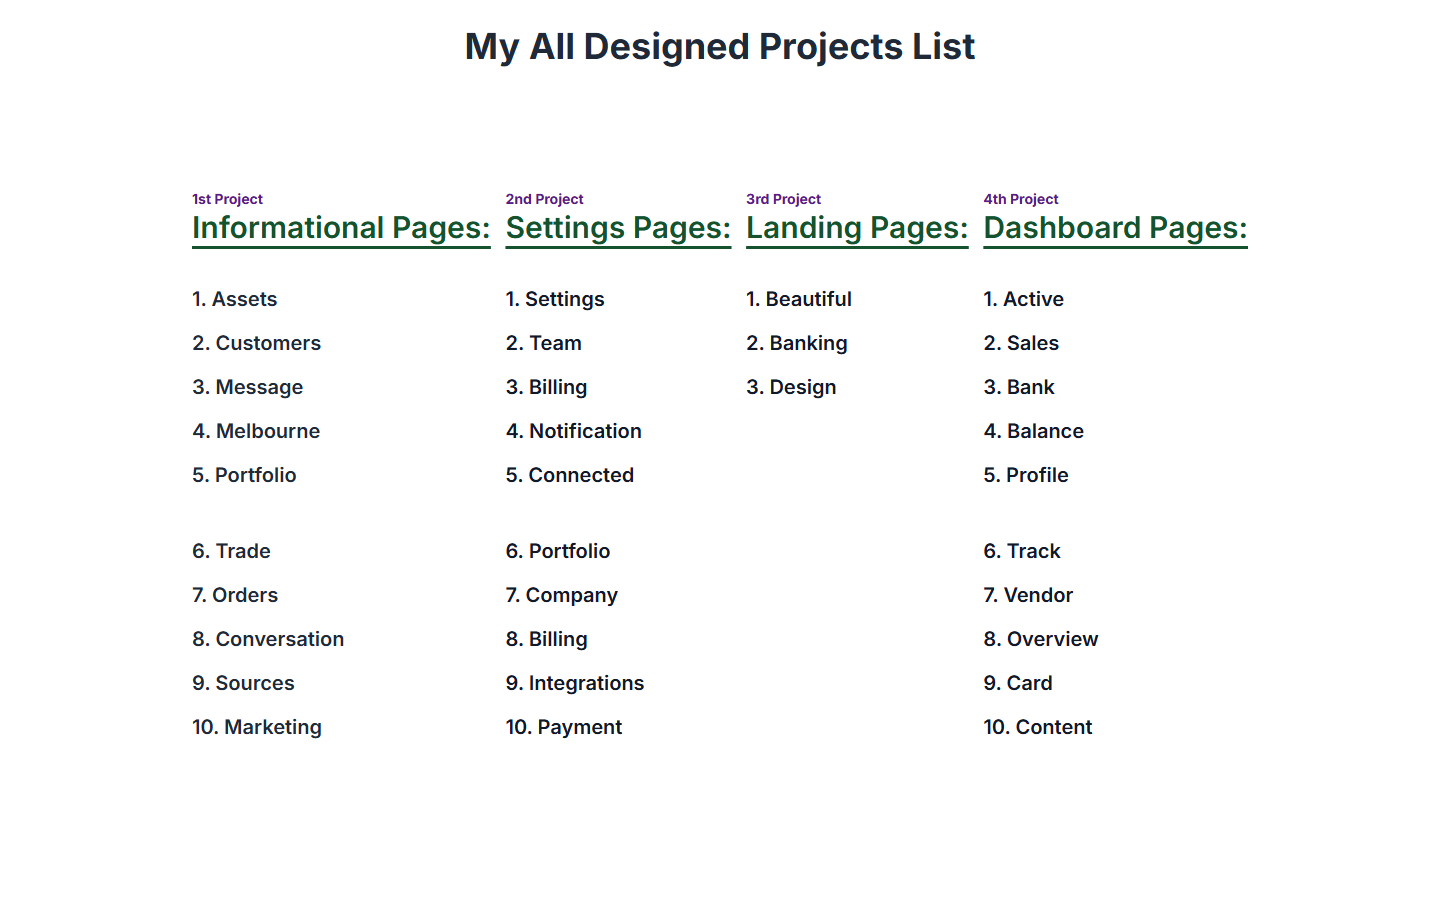 My All Designed Projects List
1st Project
Informational Pages:
1. Assets
2. Customers
3. Message
4. Melbourne
5. Portfolio
6. Trade
7. Orders
8. Conversation
9. Sources
10. Marketing
2nd Project
Settings Pages:
1. Settings
2. Team
3. Billing
4. Notification
5. Connected
6. Portfolio
7. Company
8. Billing
9. Integrations
10. Payment
3rd Project
Landing Pages:
1. Beautiful
2. Banking
3. Design
4th Project
Dashboard Pages:
1. Active
2. Sales
3. Bank
4. Balance
5. Profile
6. Track
7. Vendor
8. Overview
9. Card
10. Content